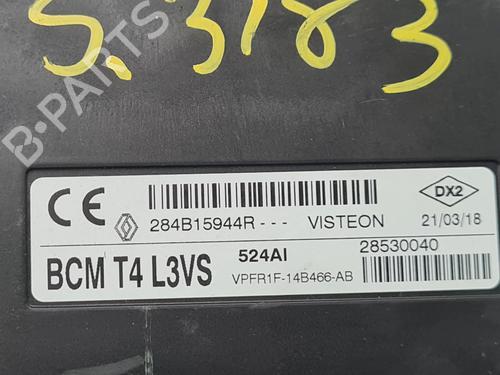 S. 3183
B-PARTS
CE
284B15944R--- VISTEON
DX2
21/03/18
BCM T4 L3VS
524AI
28530040
VPFR1F-14B466-AB